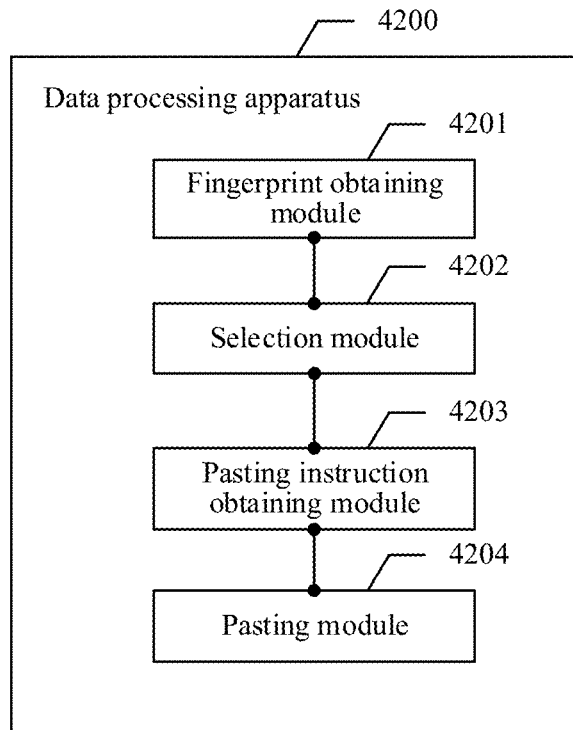 4200
Data processing apparatus
4201
Fingerprint obtaining
module
4202
Selection module
4203
Pasting instruction
obtaining module
4204
Pasting module